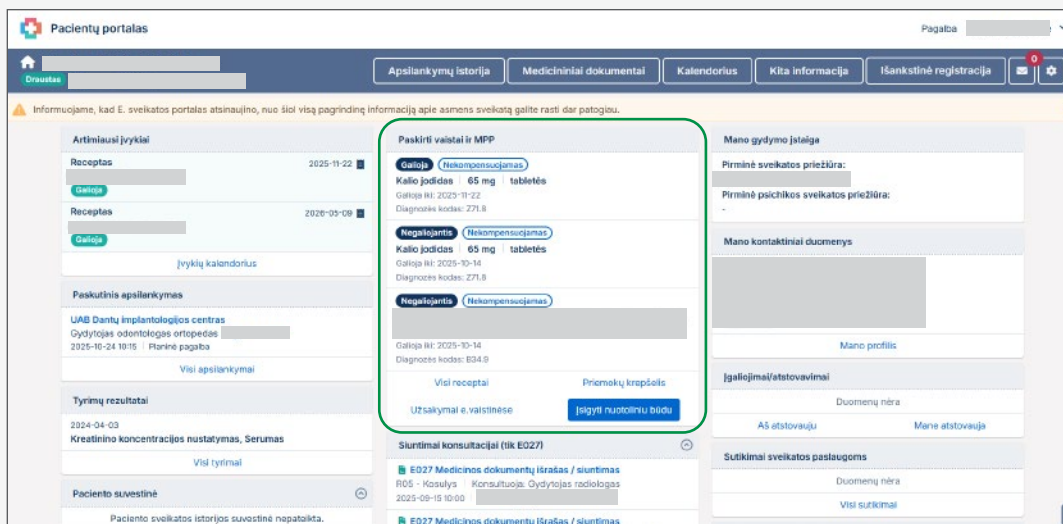 Pacientų portalas
Pagalba
Draustas
Apsilankymų istorija
Medicininiai dokumentai
Kalendorius
Kita informacija
Išankstinė registracija
0
Informuojame, kad E. sveikatos portalas atsinaujino, nuo šiol visą pagrindinę informaciją apie asmens sveikatą galite rasti dar patogiau.
Artimiausi įvykiai
Receptas 2025-11-22
Galioja
Receptas 2026-05-09
Galioja
Įvykių kalendorius
Paskutinis apsilankymas
UAB Dantų implantologijos centras
Gydytojas odontologas ortopedas
2025-10-24 10:15 | Planinė pagalba
Visi apsilankymai
Tyrimų rezultatai
2024-04-03
Kreatinino koncentracijos nustatymas, Serumas
Visi tyrimai
Paciento suvestinė
Paciento sveikatos istorijos suvestinė nepateikta.
Paskirti vaistai ir MPP
Galioja Nekompensuojamas
Kalio jodidas | 65 mg | tabletės
Galioja iki: 2025-11-22
Diagnozės kodas: Z71.8
Negaliojantis Nekompensuojamas
Kalio jodidas | 65 mg | tabletės
Galioja iki: 2025-10-14
Diagnozės kodas: Z71.8
Negaliojantis Nekompensuojamas
Galioja iki: 2025-10-14
Diagnozės kodas: B34.9
Visi receptai
Priemokų krepšelis
Užsakymai e.vaistinėse
Įsigyti nuotoliniu būdu
Siuntimai konsultacijai (tik E027)
E027 Medicinos dokumentų išrašas / siuntimas
R05 - Kosulys | Konsultuoja: Gydytojas radiologas
2025-09-15 10:00
E027 Medicinos dokumentų išrašas / siuntimas
Mano gydymo įstaiga
Pirminė sveikatos priežiūra:
Pirminė psichikos sveikatos priežiūra:
-
Mano kontaktiniai duomenys
Mano profilis
Įgaliojimai/atstovavimai
Duomenų nėra
Aš atstovauju
Mane atstovauja
Sutikimai sveikatos paslaugoms
Duomenų nėra
Visi sutikimai